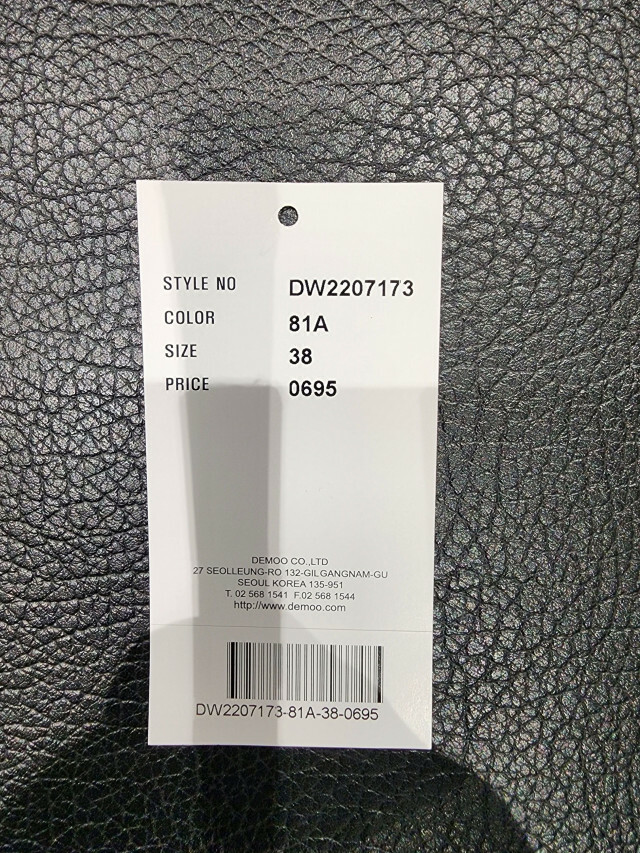 STYLE NO DW2207173
COLOR 81A
SIZE 38
PRICE 0695
DEMOO CO.,LTD
27 SEOLLEUNG-RO 132-GIL GANGNAM-GU
SEOUL KOREA 135-951
T. 02 568 1541 F.02 568 1544
http://www.demoo.com
DW2207173-81A-38-0695